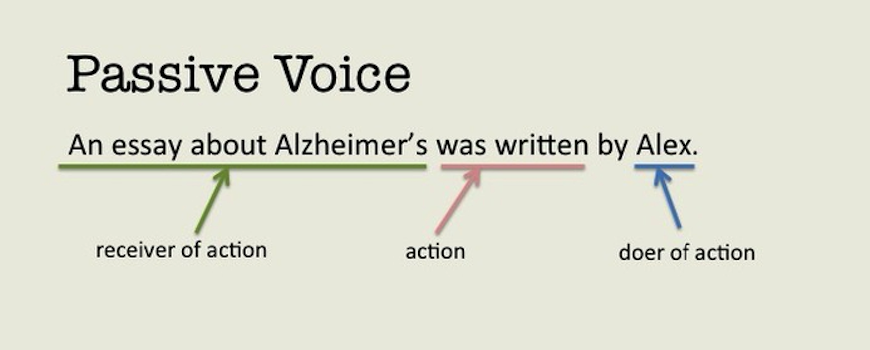 Passive Voice
An essay about Alzheimer’s was written by Alex.
receiver of action action doer of action